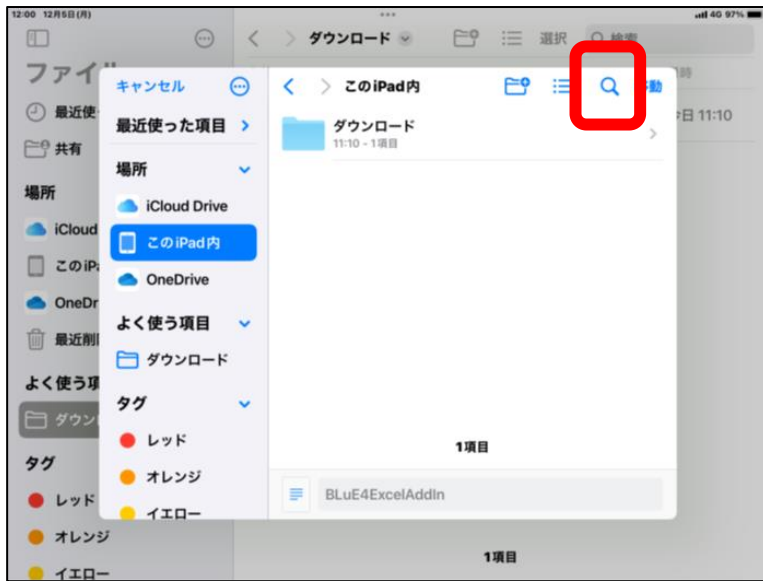 12:00 12月5日(月)
4G 97%
ダウンロード
選択
検索
ファイ
最近使
共有
場所
iCloud
このiPa
OneDr
最近削
よく使う項
ダウン
タグ
レッド
オレンジ
イエロー
今日 11:10
1項目
キャンセル
最近使った項目
場所
iCloud Drive
このiPad内
OneDrive
よく使う項目
ダウンロード
タグ
レッド
オレンジ
イエロー
このiPad内
移動
ダウンロード
11:10 - 1項目
1項目
BLuE4ExcelAddIn